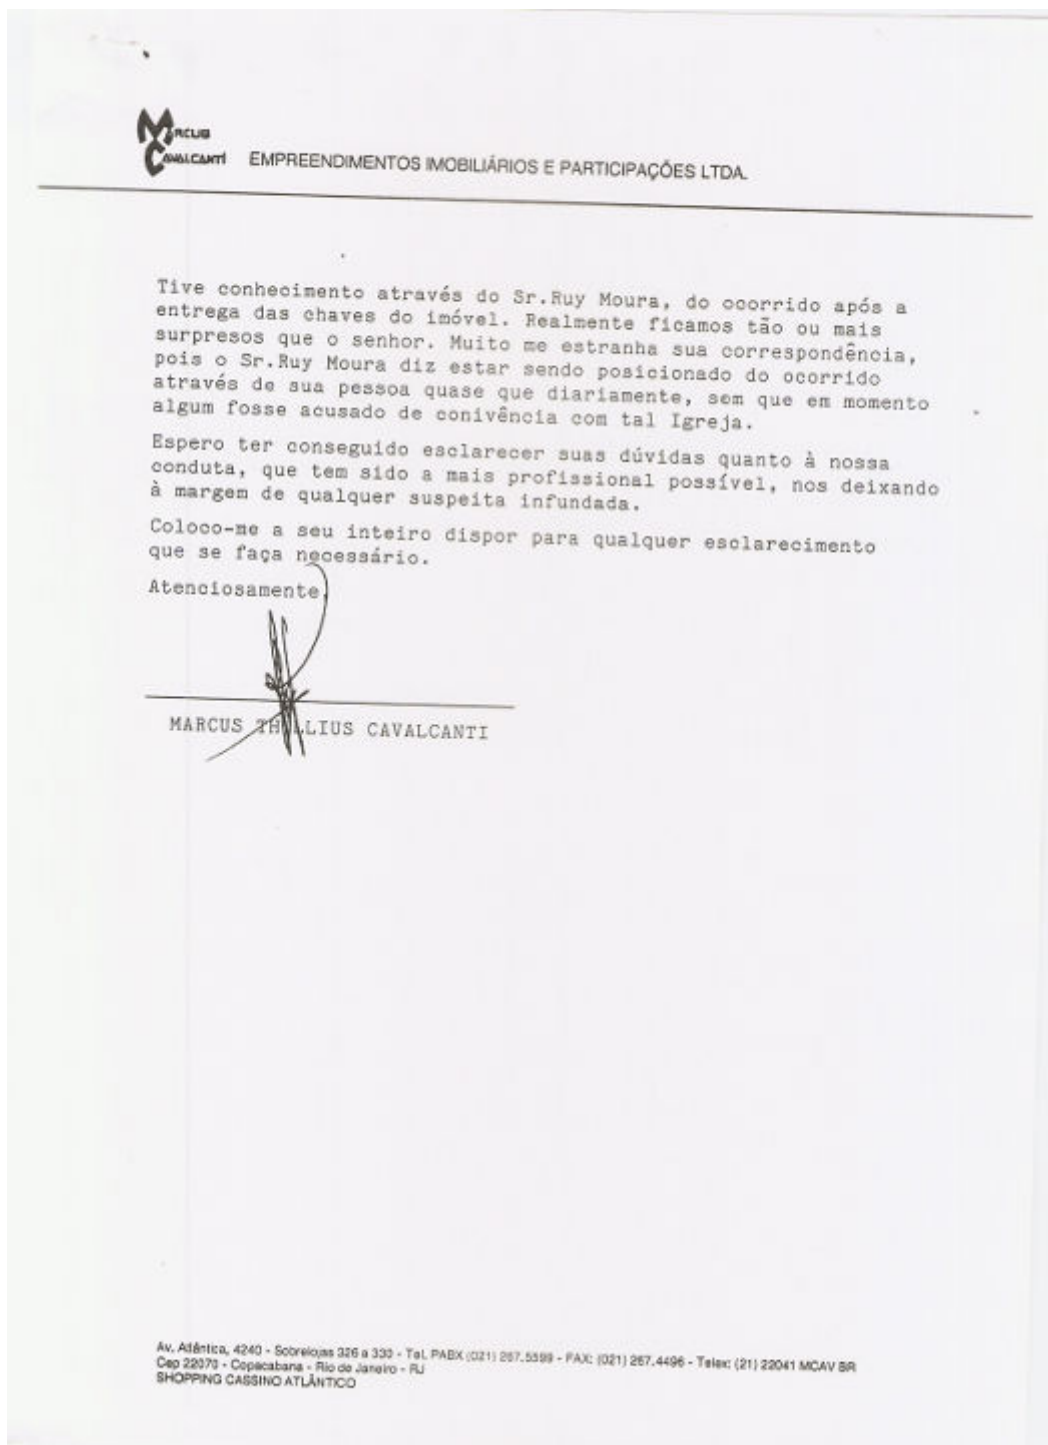 MARCUS
CAVALCANTI EMPREENDIMENTOS IMOBILIÁRIOS E PARTICIPAÇÕES LTDA.
Tive conhecimento através do Sr.Ruy Moura, do ocorrido após a
entrega das chaves do imóvel. Realmente ficamos tão ou mais
surpresos que o senhor. Muito me estranha sua correspondência,
pois o Sr.Ruy Moura diz estar sendo posicionado do ocorrido
através de sua pessoa quase que diariamente, sem que em momento
algum fosse acusado de conivência com tal Igreja.
Espero ter conseguido esclarecer suas dúvidas quanto à nossa
conduta, que tem sido a mais profissional possível, nos deixando
à margem de qualquer suspeita infundada.
Coloco-me a seu inteiro dispor para qualquer esclarecimento
que se faça necessário.
Atenciosamente,
MARCUS CAVALCANTI
Av. Atlântica, 4240 - Sobrelojas 326 a 330 - Tel. PABX (021) 267.5599 - FAX: (021) 267.4496 - Telex: (21) 22041 MCAV BR
Cep 22070 - Copacabana - Rio de Janeiro - RJ
SHOPPING CASSINO ATLÂNTICO